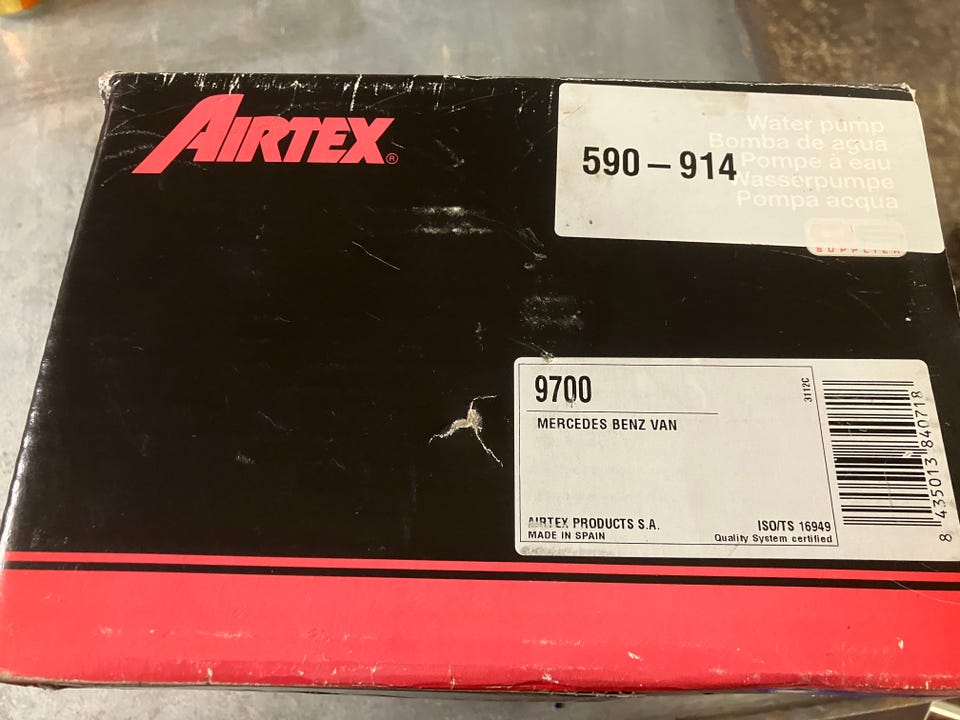 AIRTEX®
Water pump
Bomba de agua
Pompe à eau
Wasserpumpe
Pompa acqua
590 – 914
SUPPLIER
9700
3112C
MERCEDES BENZ VAN
AIRTEX PRODUCTS S.A.
MADE IN SPAIN
ISO/TS 16949
Quality System certified
8 435013 840718